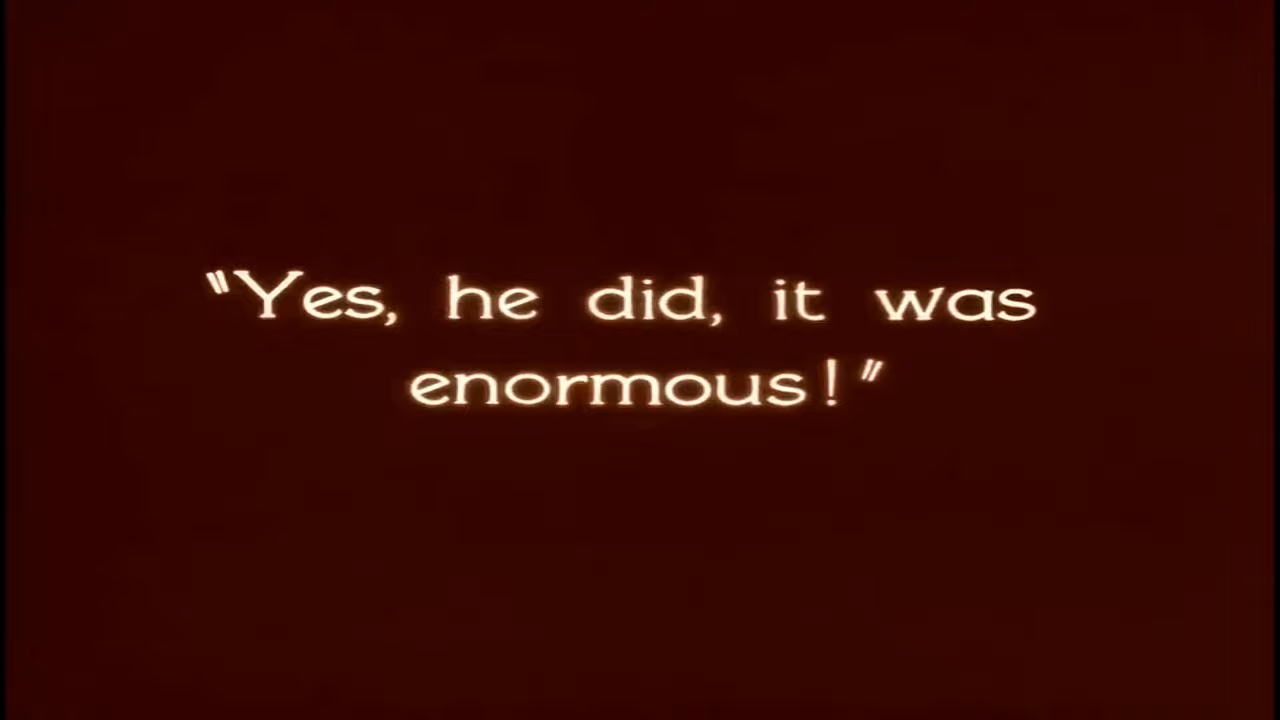 "Yes, he did, it was
enormous!"